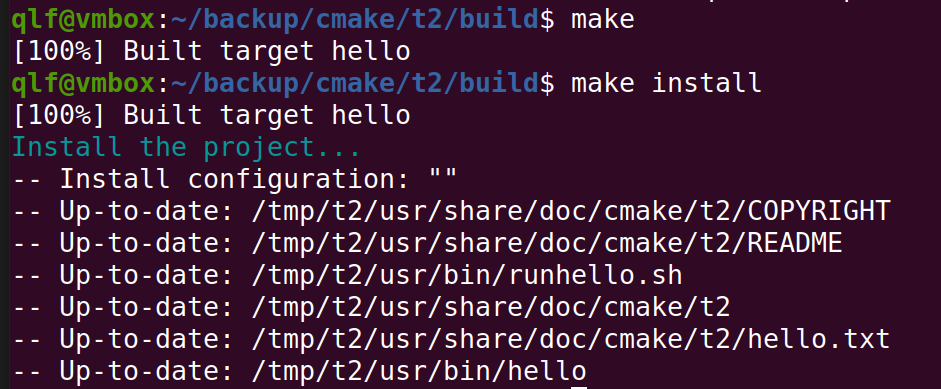 qlf@vmbox:~/backup/cmake/t2/build$ make
[100%] Built target hello
qlf@vmbox:~/backup/cmake/t2/build$ make install
[100%] Built target hello
Install the project...
-- Install configuration: ""
-- Up-to-date: /tmp/t2/usr/share/doc/cmake/t2/COPYRIGHT
-- Up-to-date: /tmp/t2/usr/share/doc/cmake/t2/README
-- Up-to-date: /tmp/t2/usr/bin/runhello.sh
-- Up-to-date: /tmp/t2/usr/share/doc/cmake/t2
-- Up-to-date: /tmp/t2/usr/share/doc/cmake/t2/hello.txt
-- Up-to-date: /tmp/t2/usr/bin/hello